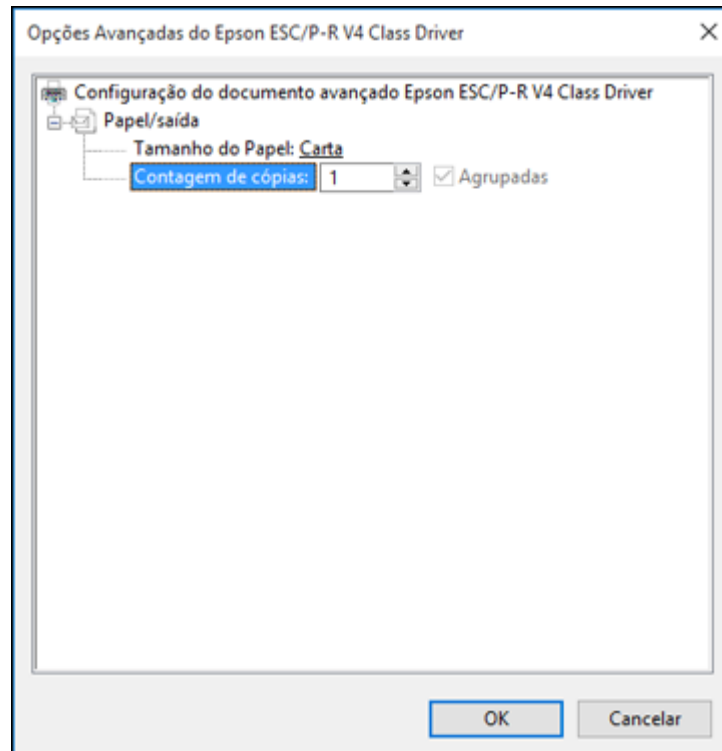 Opções Avançadas do Epson ESC/P-R V4 Class Driver
Configuração do documento avançado Epson ESC/P-R V4 Class Driver
Papel/saída
Tamanho do Papel: Carta
Contagem de cópias: 1 Agrupadas
OK Cancelar